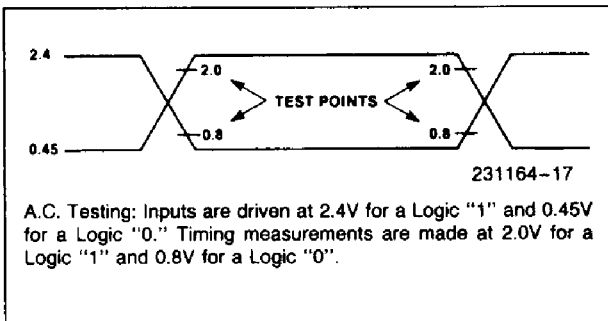 2.4
2.0
2.0
TEST POINTS
0.8
0.8
0.45
231164-17
A.C. Testing: Inputs are driven at 2.4V for a Logic "1" and 0.45V
for a Logic "0." Timing measurements are made at 2.0V for a
Logic "1" and 0.8V for a Logic "0".